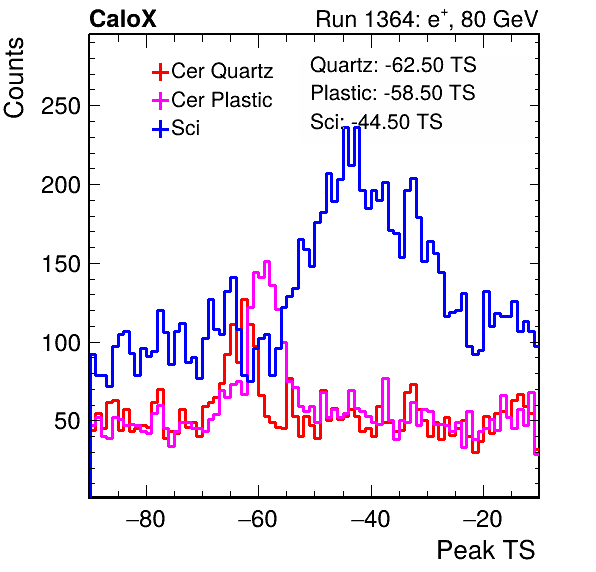 CaloX Run 1364: e⁺, 80 GeV
Counts
Cer Quartz
Cer Plastic
Sci
Quartz: -62.50 TS
Plastic: -58.50 TS
Sci: -44.50 TS
250
200
150
100
50
−80 −60 −40 −20
Peak TS